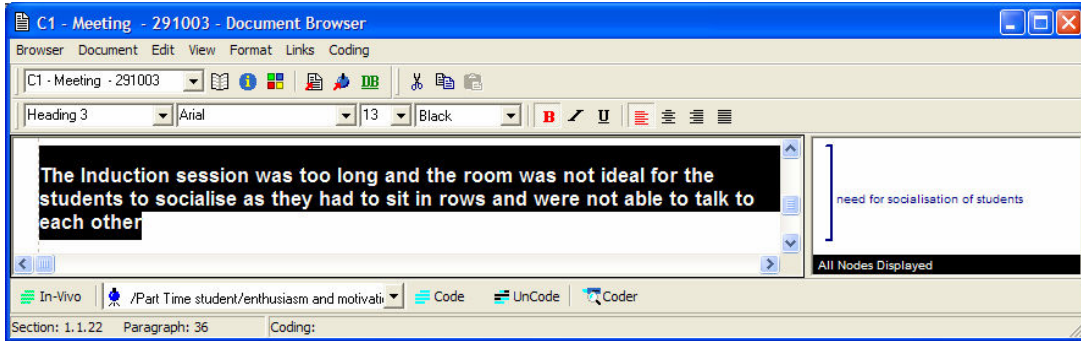 C1 - Meeting - 291003 - Document Browser
Browser Document Edit View Format Links Coding
C1 - Meeting - 291003 DB
Heading 3 Arial 13 Black B I U
The Induction session was too long and the room was not ideal for the
students to socialise as they had to sit in rows and were not able to talk to
each other
need for socialisation of students
All Nodes Displayed
In-Vivo /Part Time student/enthusiasm and motivati Code UnCode Coder
Section: 1.1.22 Paragraph: 36 Coding: